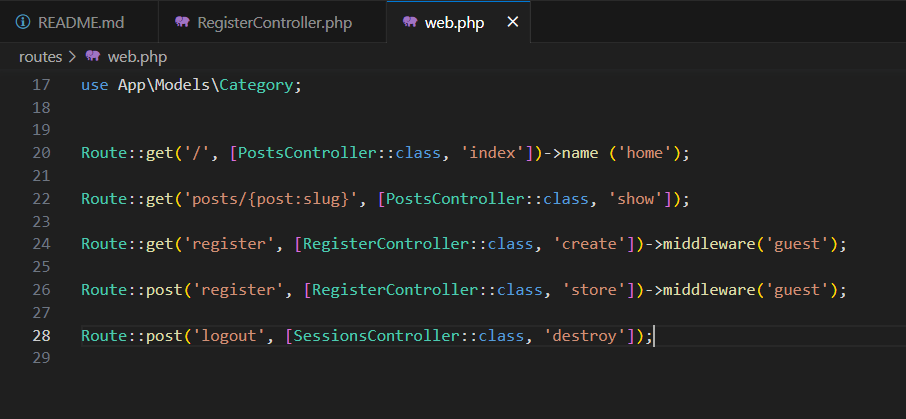 README.md RegisterController.php web.php
routes > web.php
17 use App\Models\Category;
18
19
20 Route::get('/', [PostsController::class, 'index'])->name ('home');
21
22 Route::get('posts/{post:slug}', [PostsController::class, 'show']);
23
24 Route::get('register', [RegisterController::class, 'create'])->middleware('guest');
25
26 Route::post('register', [RegisterController::class, 'store'])->middleware('guest');
27
28 Route::post('logout', [SessionsController::class, 'destroy']);
29